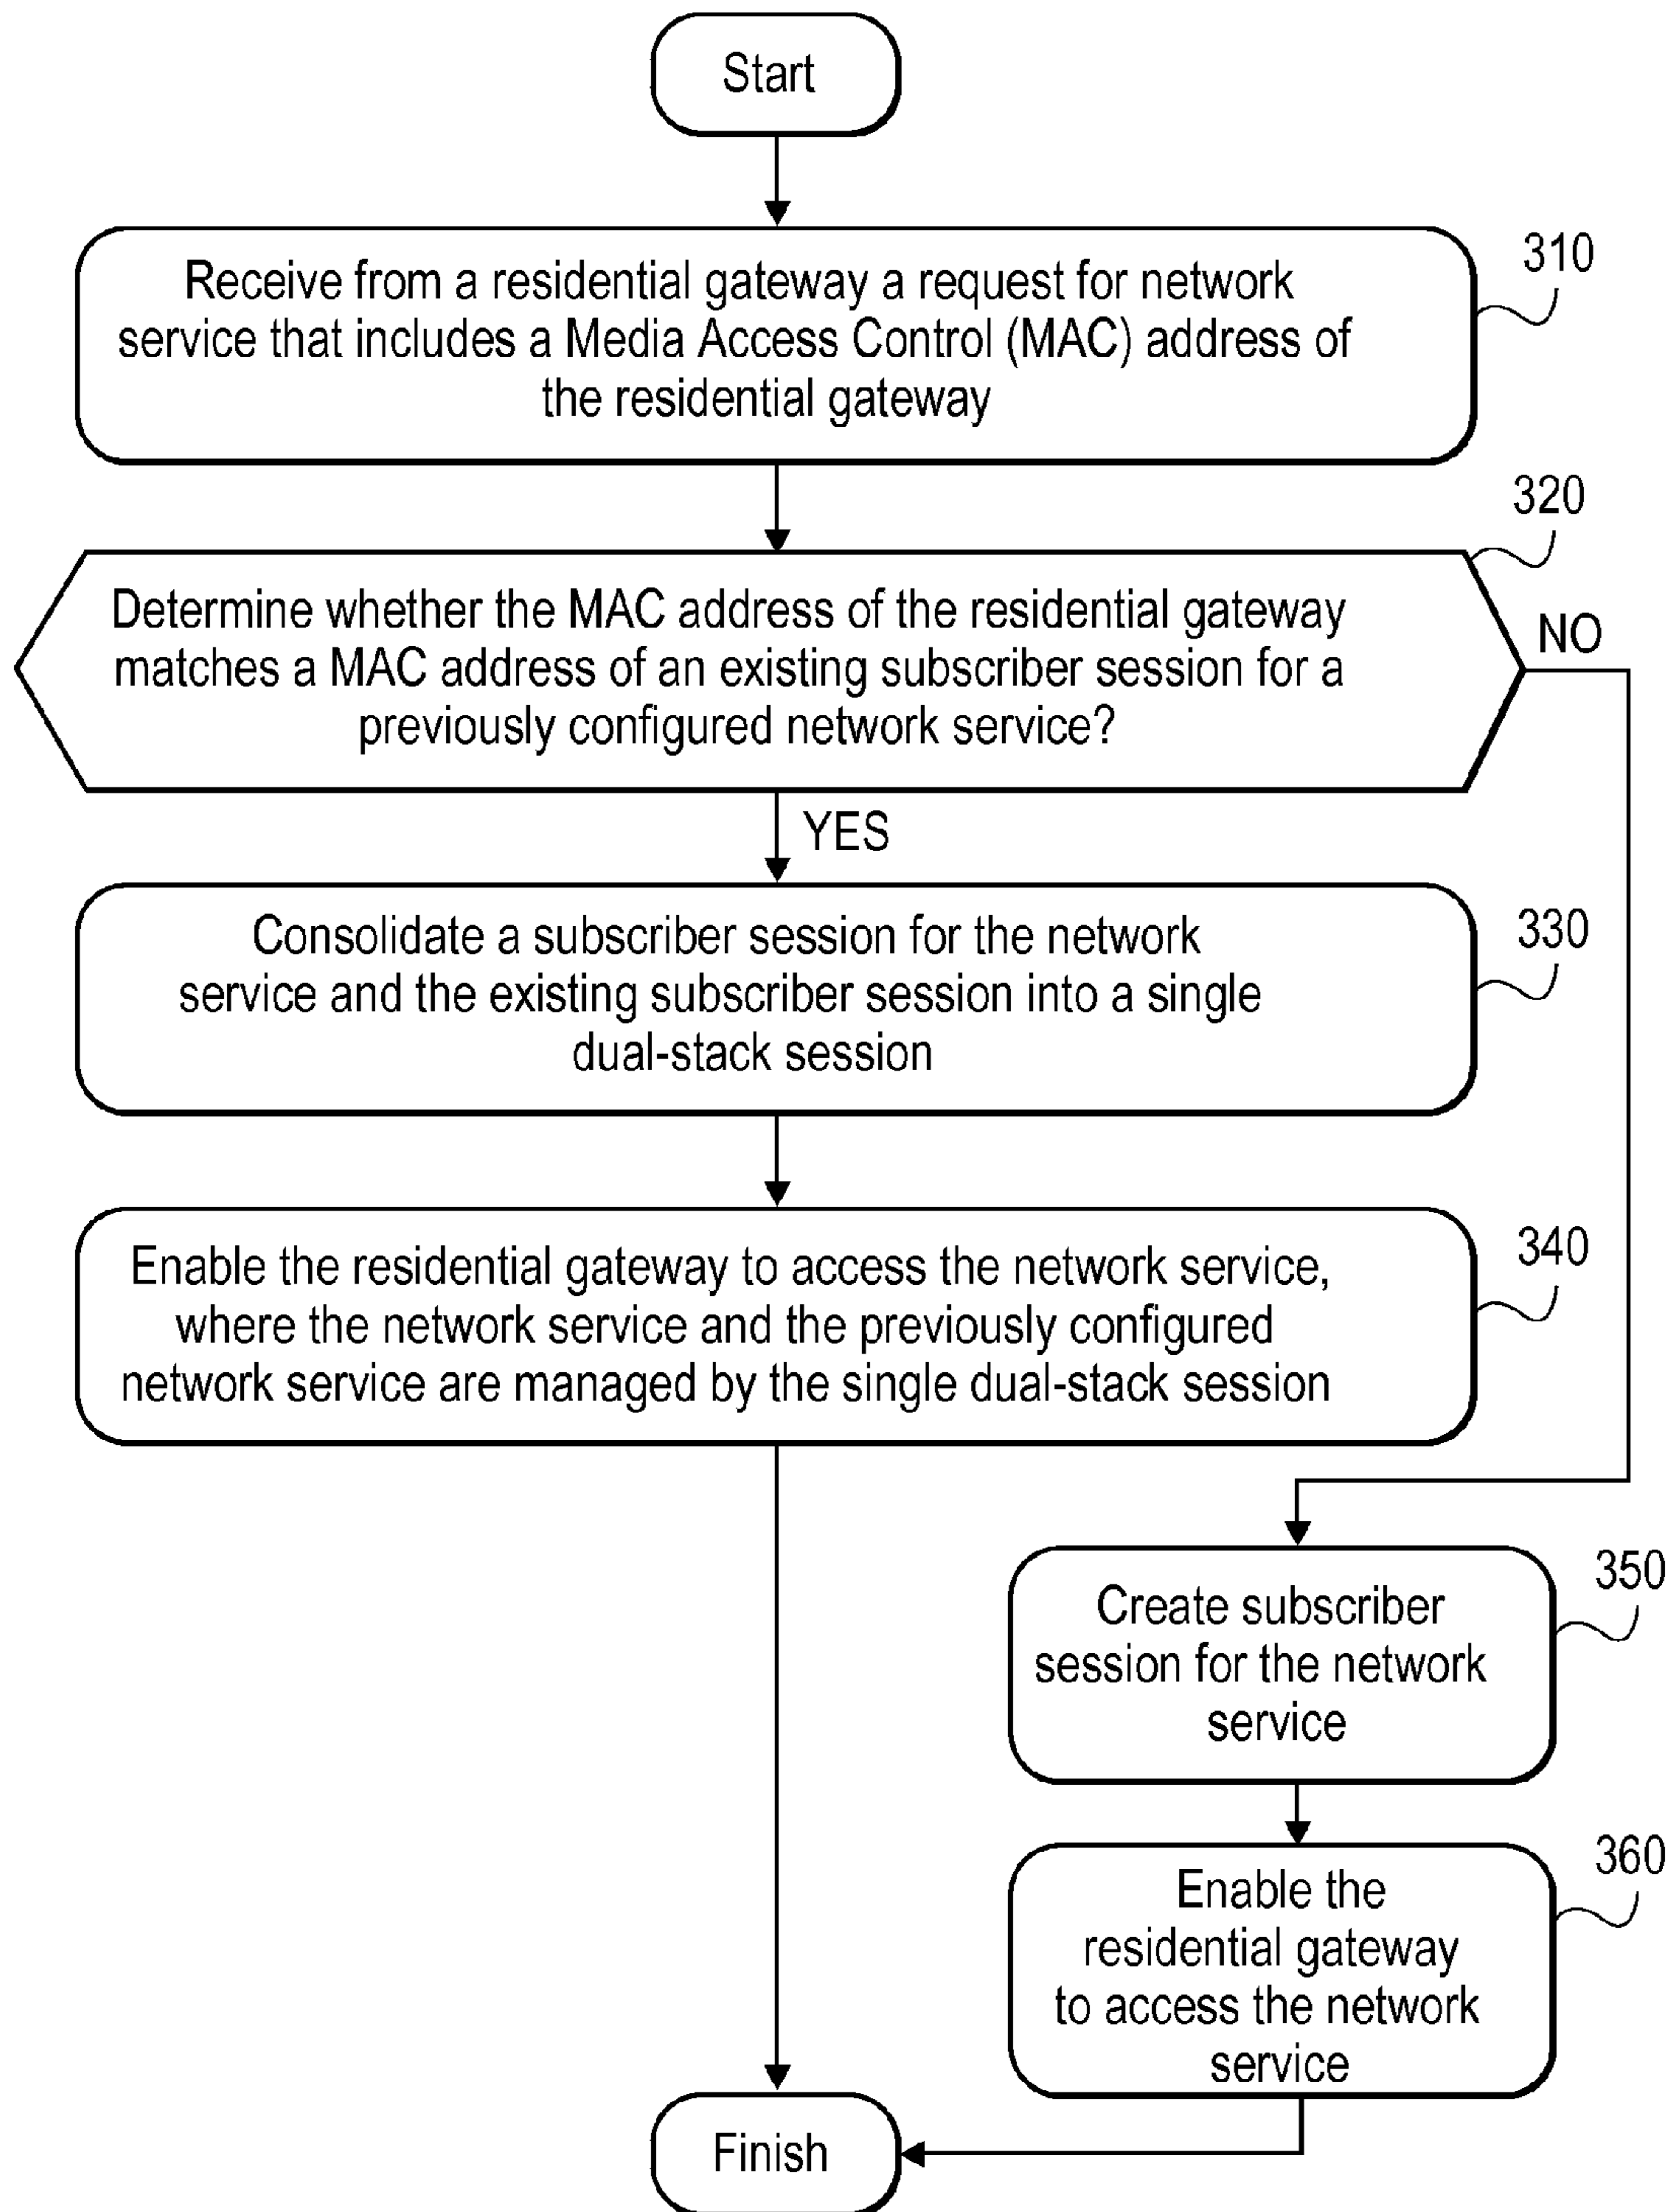 Start
Receive from a residential gateway a request for network
service that includes a Media Access Control (MAC) address of
the residential gateway
310
320
Determine whether the MAC address of the residential gateway
matches a MAC address of an existing subscriber session for a
previously configured network service?
NO
YES
Consolidate a subscriber session for the network
service and the existing subscriber session into a single
dual-stack session
330
Enable the residential gateway to access the network service,
where the network service and the previously configured
network service are managed by the single dual-stack session
340
Create subscriber
session for the network
service
350
Enable the
residential gateway
to access the network
service
360
Finish